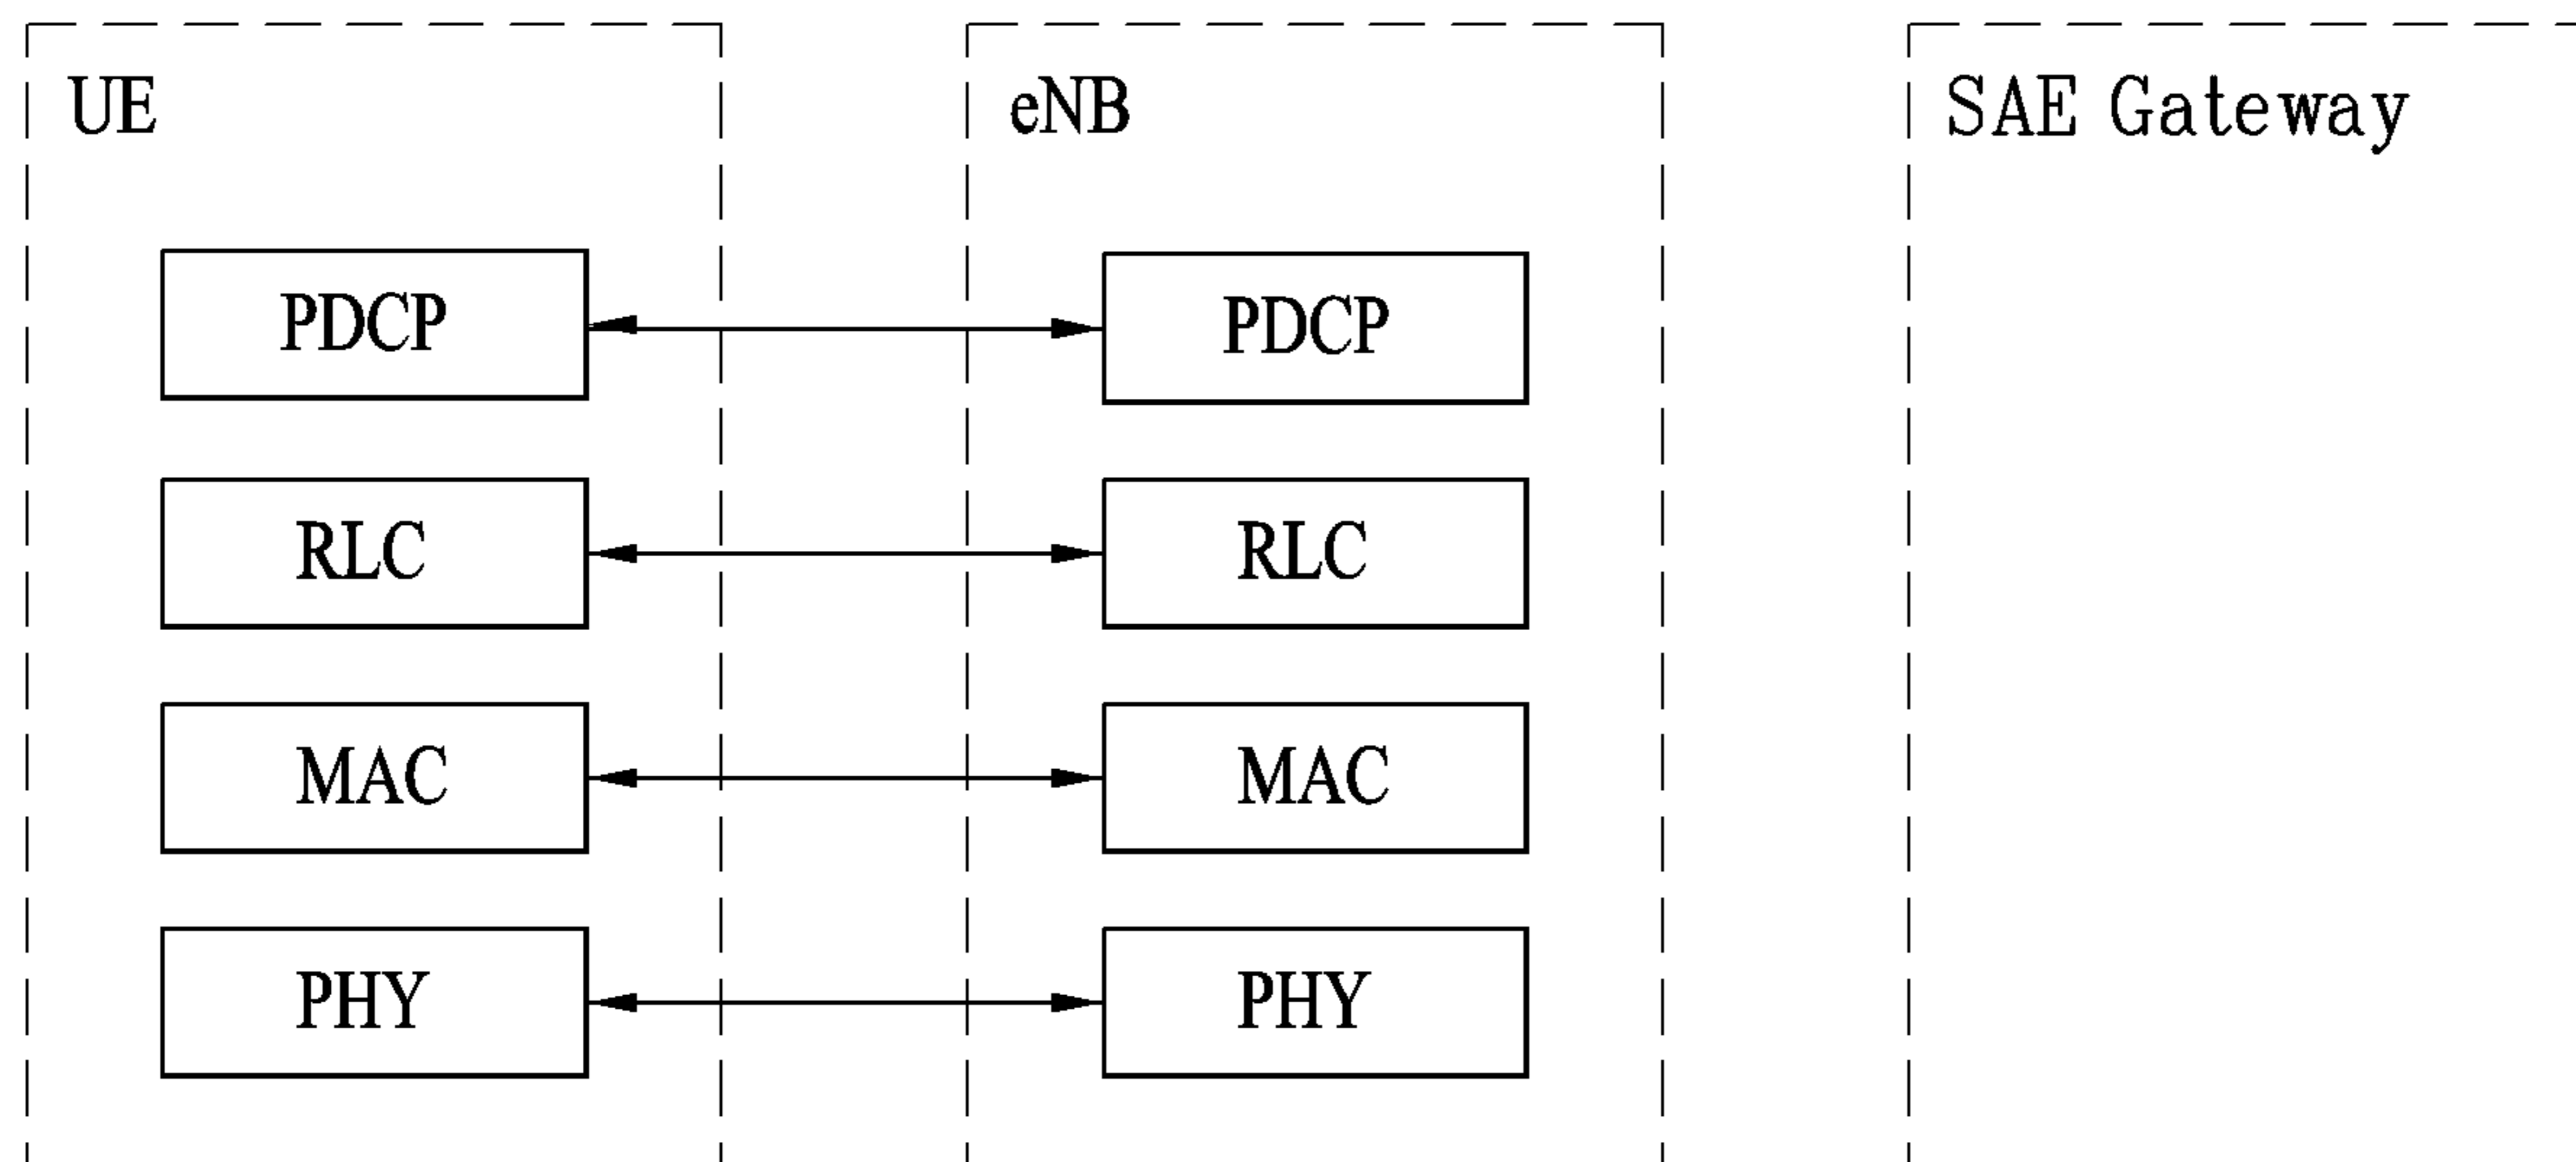 UE
eNB
SAE Gateway
PDCP
PDCP
RLC
RLC
MAC
MAC
PHY
PHY